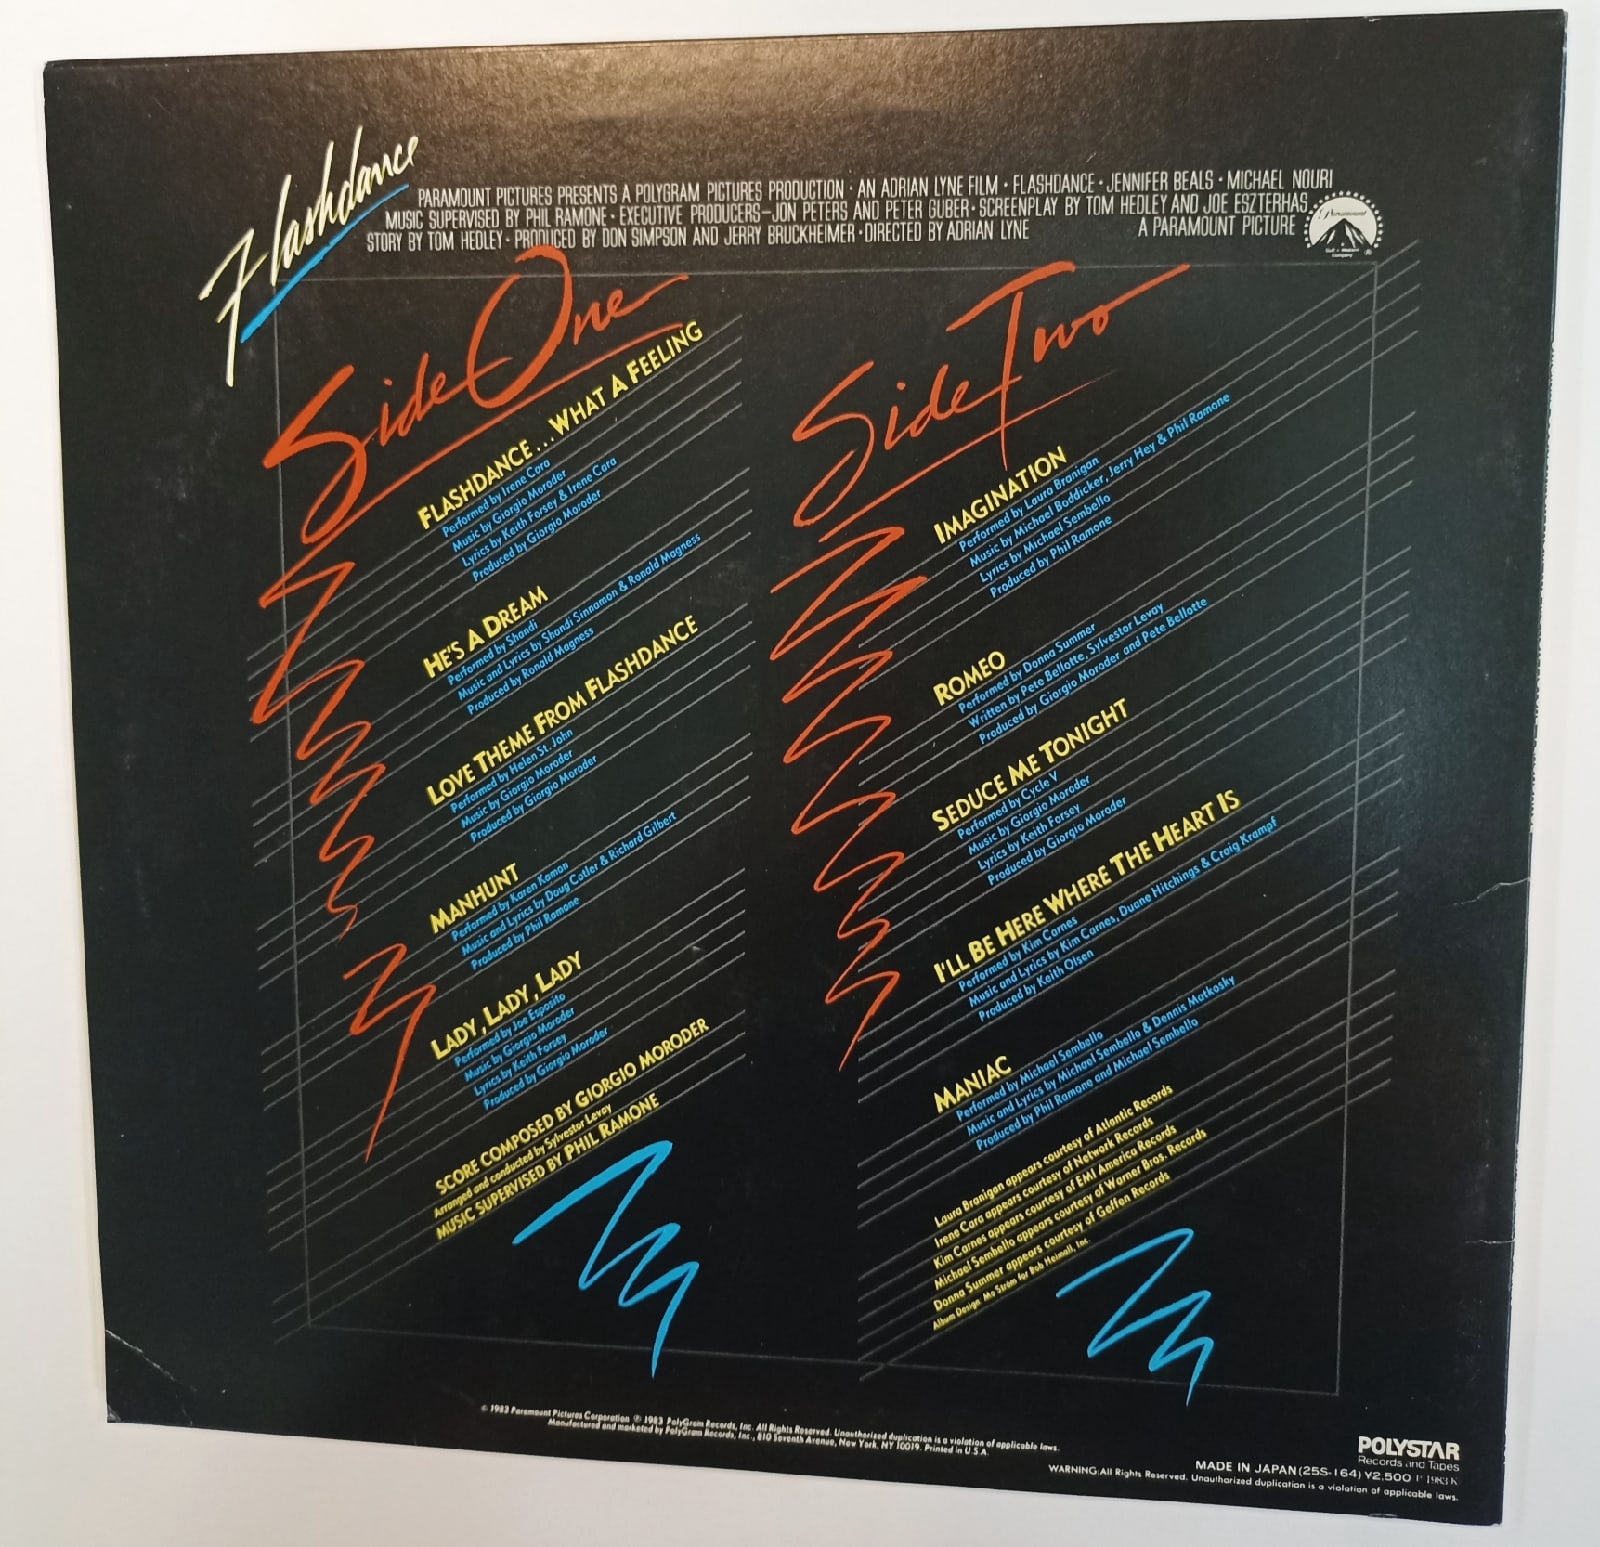 Flashdance
PARAMOUNT PICTURES PRESENTS A POLYGRAM PICTURES PRODUCTION · AN ADRIAN LYNE FILM · FLASHDANCE · JENNIFER BEALS · MICHAEL NOURI
MUSIC SUPERVISED BY PHIL RAMONE · EXECUTIVE PRODUCERS—JON PETERS AND PETER GUBER · SCREENPLAY BY TOM HEDLEY AND JOE ESZTERHAS
STORY BY TOM HEDLEY · PRODUCED BY DON SIMPSON AND JERRY BRUCKHEIMER · DIRECTED BY ADRIAN LYNE
A PARAMOUNT PICTURE
Paramount
Gulf + Western
Company
®
Side One
FLASHDANCE...WHAT A FEELING
Performed by Irene Cara
Music by Giorgio Moroder
Lyrics by Keith Forsey & Irene Cara
Produced by Giorgio Moroder
HE'S A DREAM
Performed by Shandi
Music and Lyrics by Shandi Sinnamon & Ronald Magness
Produced by Ronald Magness
LOVE THEME FROM FLASHDANCE
Performed by Helen St. John
Music by Giorgio Moroder
Produced by Giorgio Moroder
MANHUNT
Performed by Karen Kamon
Music and Lyrics by Doug Cotler & Richard Gilbert
Produced by Phil Ramone
LADY, LADY, LADY
Performed by Joe Esposito
Music by Giorgio Moroder
Lyrics by Keith Forsey
Produced by Giorgio Moroder
SCORE COMPOSED BY GIORGIO MORODER
Arranged and conducted by Sylvester Levay
MUSIC SUPERVISED BY PHIL RAMONE
Side Two
IMAGINATION
Performed by Laura Branigan
Music by Michael Boddicker, Jerry Hey & Phil Ramone
Lyrics by Michael Sembello
Produced by Phil Ramone
ROMEO
Performed by Donna Summer
Written by Pete Bellotte, Sylvester Levay
Produced by Giorgio Moroder and Pete Bellotte
SEDUCE ME TONIGHT
Performed by Cycle V
Music by Giorgio Moroder
Lyrics by Keith Forsey
Produced by Giorgio Moroder
I'LL BE HERE WHERE THE HEART IS
Performed by Kim Carnes
Music and Lyrics by Kim Carnes, Duane Hitchings & Craig Krampf
Produced by Keith Olsen
MANIAC
Performed by Michael Sembello
Music and Lyrics by Michael Sembello & Dennis Matkosky
Produced by Phil Ramone and Michael Sembello
Laura Branigan appears courtesy of Atlantic Records
Irene Cara appears courtesy of Network Records
Kim Carnes appears courtesy of EMI America Records
Michael Sembello appears courtesy of Warner Bros. Records
Donna Summer appears courtesy of Geffen Records
Album Design: Mo Ström for Bob Heimall, Inc.
© 1983 Paramount Pictures Corporation ℗ 1983 PolyGram Records, Inc. All Rights Reserved. Unauthorized duplication is a violation of applicable laws.
Manufactured and marketed by PolyGram Records, Inc., 810 Seventh Avenue, New York, NY 10019. Printed in U.S.A.
POLYSTAR
Records and Tapes
MADE IN JAPAN (25S-164) ¥2,500 ℗ 1983 K
WARNING: All Rights Reserved. Unauthorized duplication is a violation of applicable laws.